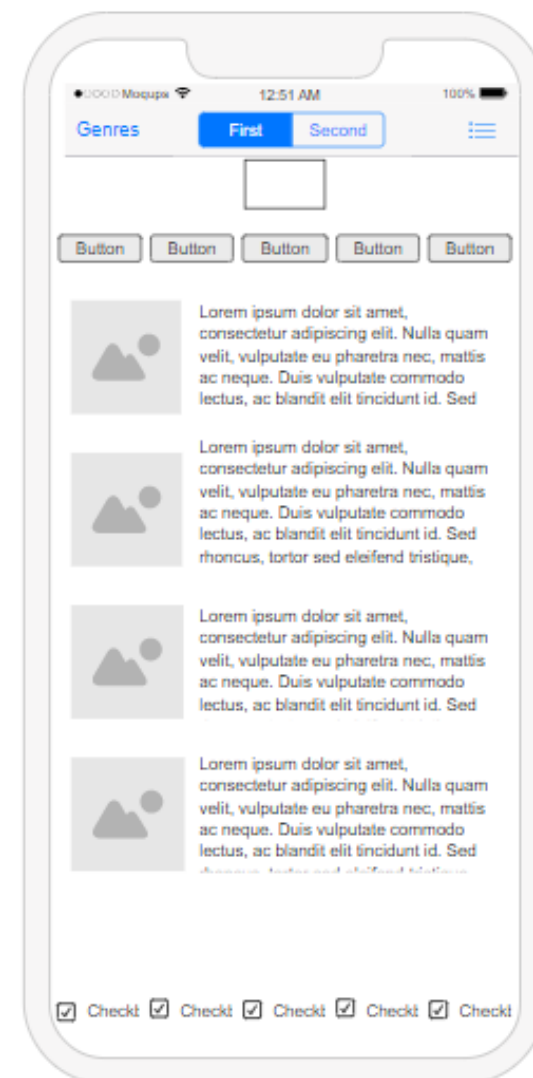 Moqups 12:51 AM 100%
Genres First Second
Button Button Button Button Button
Lorem ipsum dolor sit amet,
consectetur adipiscing elit. Nulla quam
velit, vulputate eu pharetra nec, mattis
ac neque. Duis vulputate commodo
lectus, ac blandit elit tincidunt id. Sed
Lorem ipsum dolor sit amet,
consectetur adipiscing elit. Nulla quam
velit, vulputate eu pharetra nec, mattis
ac neque. Duis vulputate commodo
lectus, ac blandit elit tincidunt id. Sed
rhoncus, tortor sed eleifend tristique,
Lorem ipsum dolor sit amet,
consectetur adipiscing elit. Nulla quam
velit, vulputate eu pharetra nec, mattis
ac neque. Duis vulputate commodo
lectus, ac blandit elit tincidunt id. Sed
Lorem ipsum dolor sit amet,
consectetur adipiscing elit. Nulla quam
velit, vulputate eu pharetra nec, mattis
ac neque. Duis vulputate commodo
lectus, ac blandit elit tincidunt id. Sed